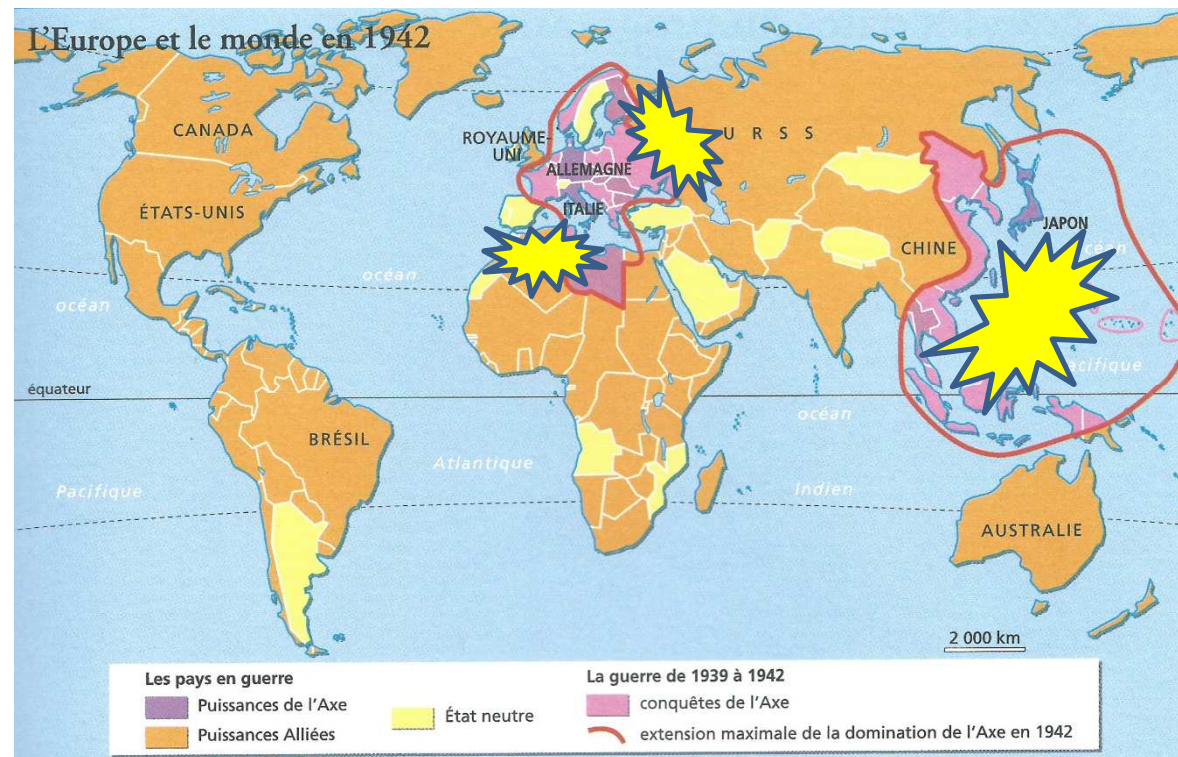 L'Europe et le monde en 1942
CANADA
ROYAUME-
UNI
URSS
ALLEMAGNE
ÉTATS-UNIS
ITALIE
JAPON
CHINE
océan
océan
océan
équateur
Pacifique
océan
BRÉSIL
Atlantique
Pacifique
Indien
AUSTRALIE
2 000 km
Les pays en guerre
Puissances de l'Axe
Puissances Alliées
État neutre
La guerre de 1939 à 1942
conquêtes de l'Axe
extension maximale de la domination de l'Axe en 1942